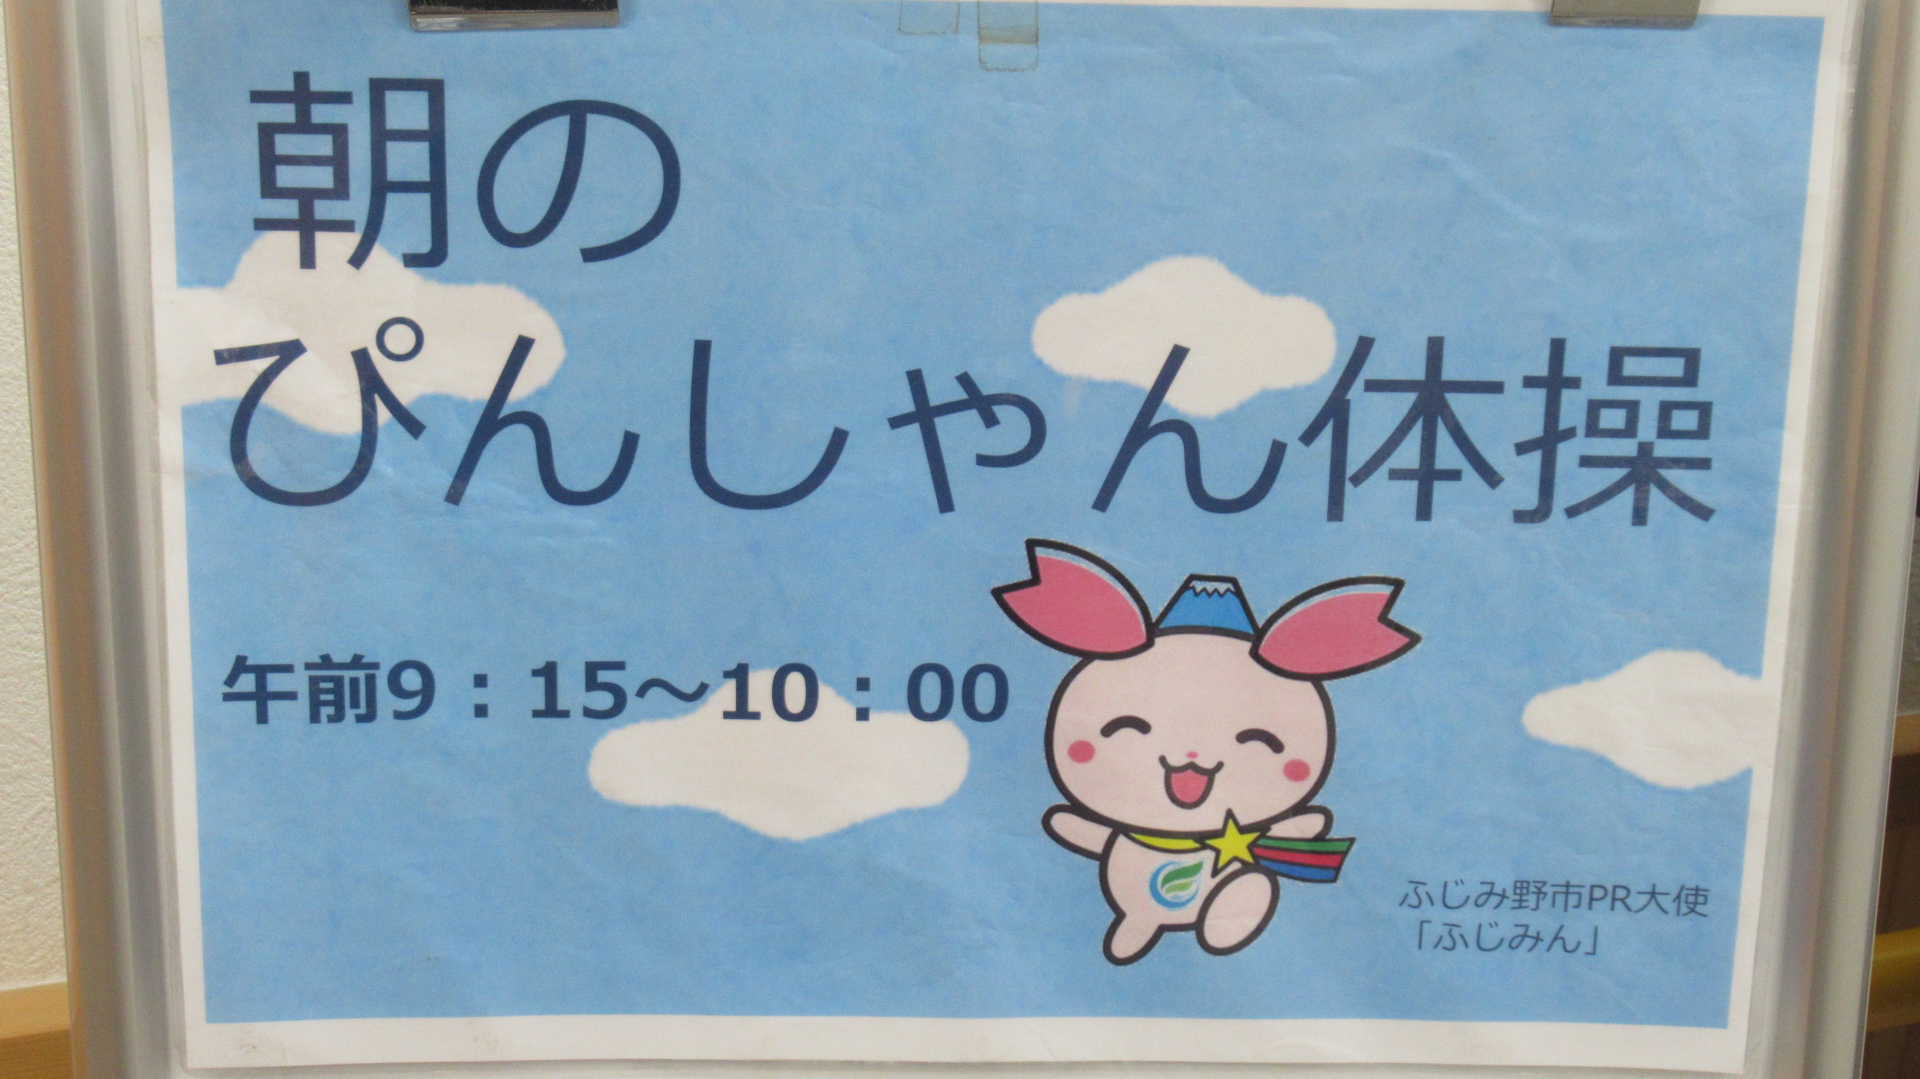 朝の
ぴんしゃん体操
午前9：15～10：00
ふじみ野市PR大使
「ふじみん」